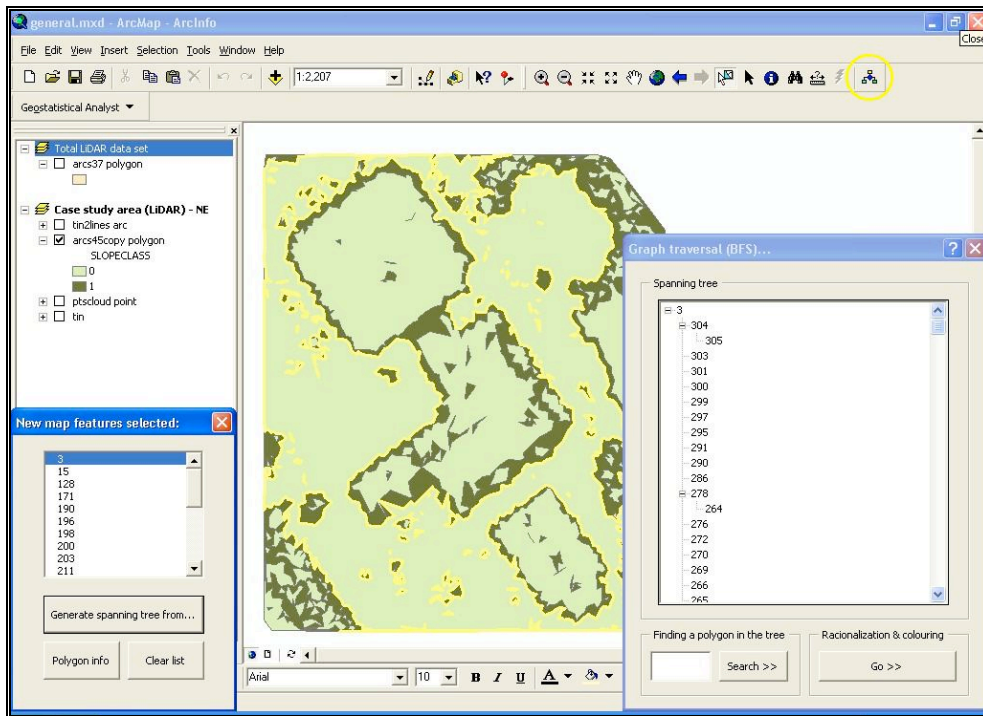 general.mxd - ArcMap - ArcInfo
Close
File Edit View Insert Selection Tools Window Help
1:2,207
Geostatistical Analyst
Total LiDAR data set
arcs37 polygon
Case study area (LiDAR) - NE
tin2lines arc
arcs45copy polygon
SLOPECLASS
0
1
ptscloud point
tin
New map features selected:
3
15
128
171
190
196
198
200
203
211
Generate spanning tree from...
Polygon info
Clear list
Graph traversal (BFS)...
Spanning tree
3
304
305
303
301
300
299
297
295
291
290
286
278
264
276
272
270
269
266
265
Finding a polygon in the tree
Search >>
Racionalization & colouring
Go >>
Arial
10
B I U A